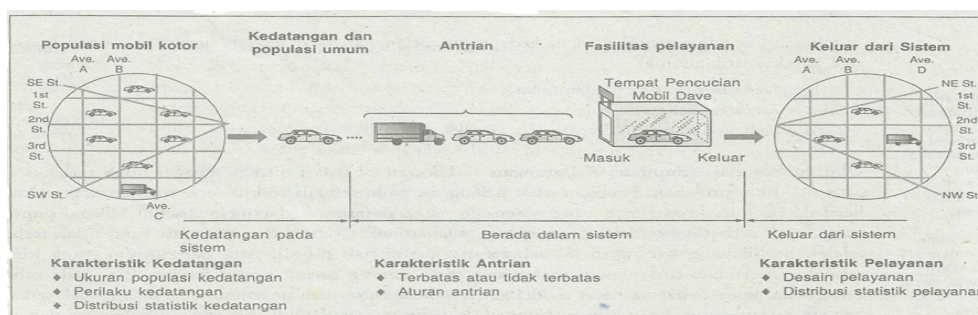 Populasi mobil kotor
Kedatangan dan
populasi umum
Antrian
Fasilitas pelayanan
Keluar dari Sistem
Ave. Ave.
A B
SE St.
1st
St.
2nd
St.
3rd
St.
SW St.
Ave.
C
Tempat Pencucian
Mobil Dave
Masuk Keluar
Ave. Ave. Ave.
A B D
NE St.
1st
St.
2nd
St.
3rd
St.
NW St.
Kedatangan pada
sistem
Berada dalam sistem
Keluar dari sistem
Karakteristik Kedatangan
◆ Ukuran populasi kedatangan
◆ Perilaku kedatangan
◆ Distribusi statistik kedatangan
Karakteristik Antrian
◆ Terbatas atau tidak terbatas
◆ Aturan antrian
Karakteristik Pelayanan
◆ Desain pelayanan
◆ Distribusi statistik pelayanan